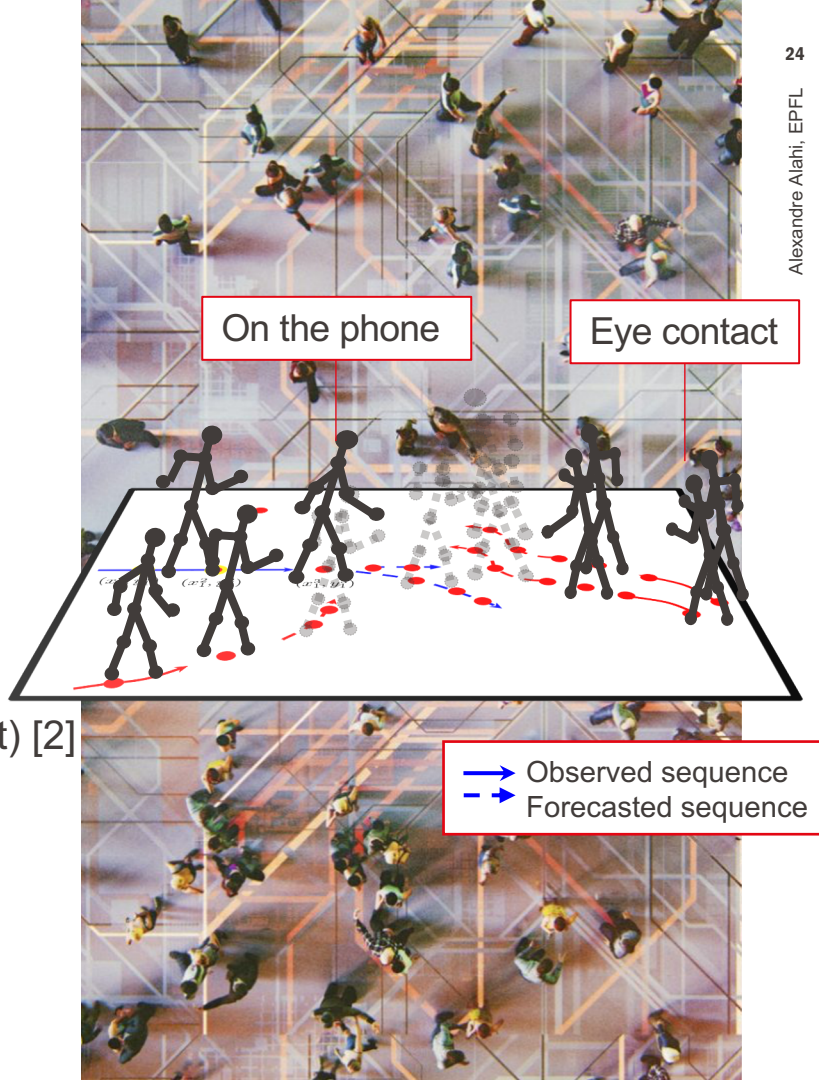 24
Alexandre Alahi, EPFL
On the phone
Eye contact
t) [2]
Observed sequence
Forecasted sequence